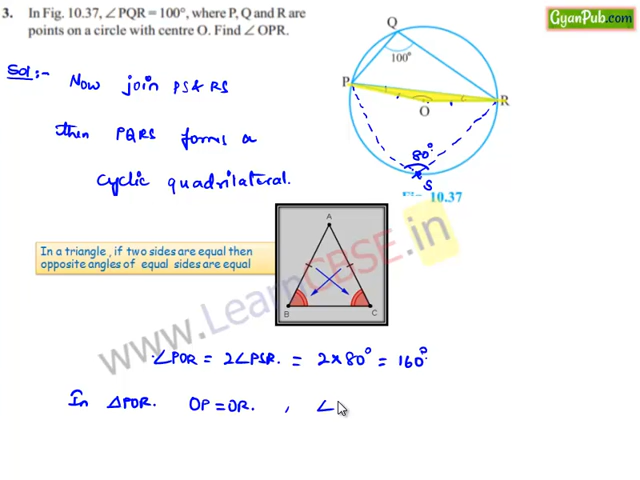 3. In Fig. 10.37, ∠PQR = 100°, where P, Q and R are
points on a circle with centre O. Find ∠OPR.
GyanPub.com
Sol:-
Now join PS & RS
then PQRS forms a
cyclic quadrilateral.
Q
100°
P
O
R
80°
S
Fig 10.37
In a triangle , if two sides are equal then
opposite angles of equal sides are equal
A
B
C
www.LearnCBSE.in
∠POR = 2∠PSR. = 2 × 80° = 160°.
In △POR. OP = OR. , ∠